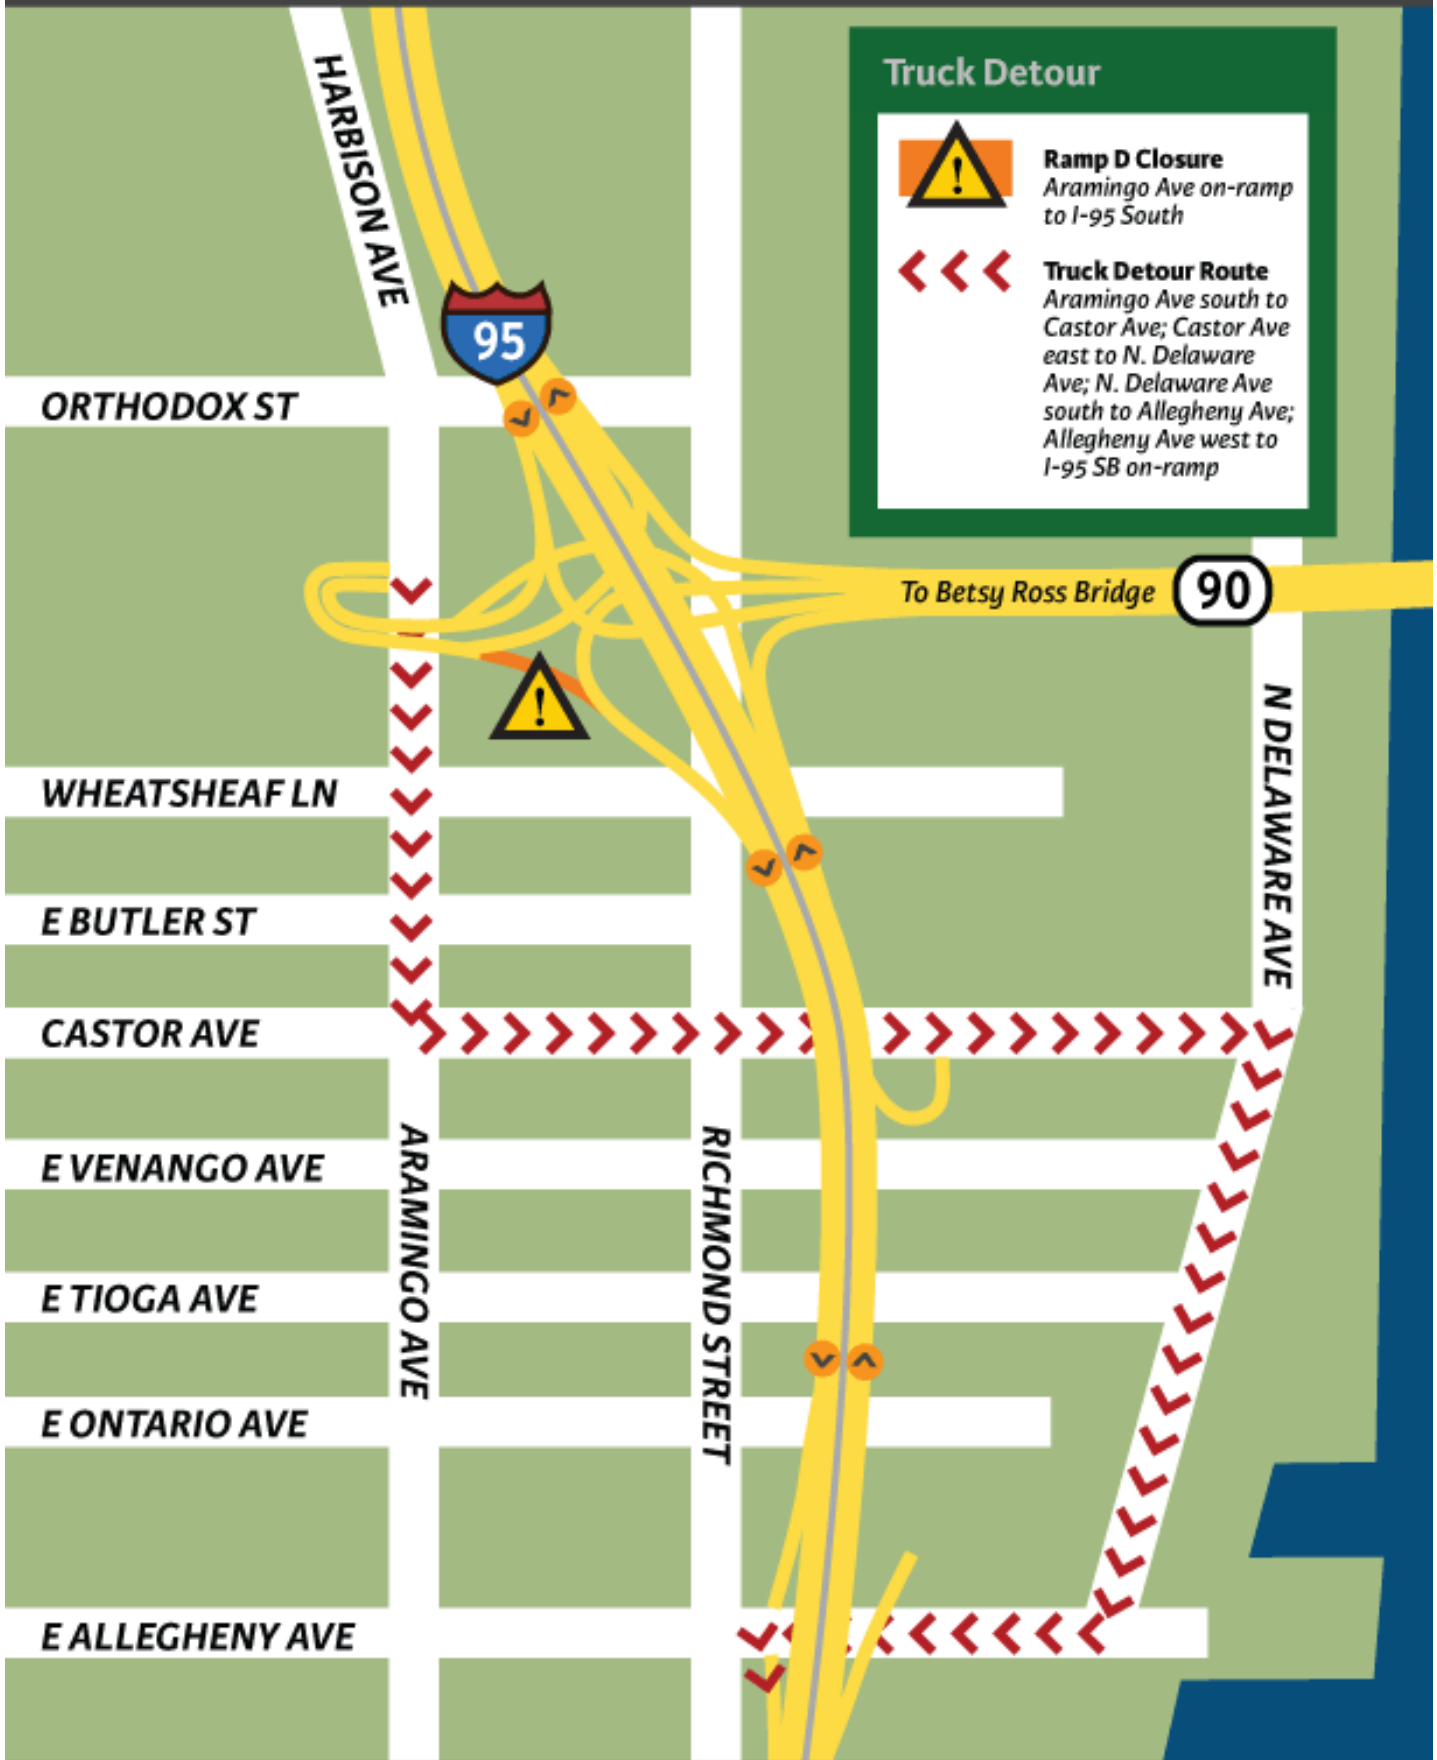 HARBISON AVE
Truck Detour
Ramp D Closure
Aramingo Ave on-ramp
to I-95 South
Truck Detour Route
Aramingo Ave south to
Castor Ave; Castor Ave
east to N. Delaware
Ave; N. Delaware Ave
south to Allegheny Ave;
Allegheny Ave west to
I-95 SB on-ramp
95
ORTHODOX ST
To Betsy Ross Bridge
90
N DELAWARE AVE
WHEATSHEAF LN
E BUTLER ST
CASTOR AVE
ARAMINGO AVE
RICHMOND STREET
E VENANGO AVE
E TIOGA AVE
E ONTARIO AVE
E ALLEGHENY AVE